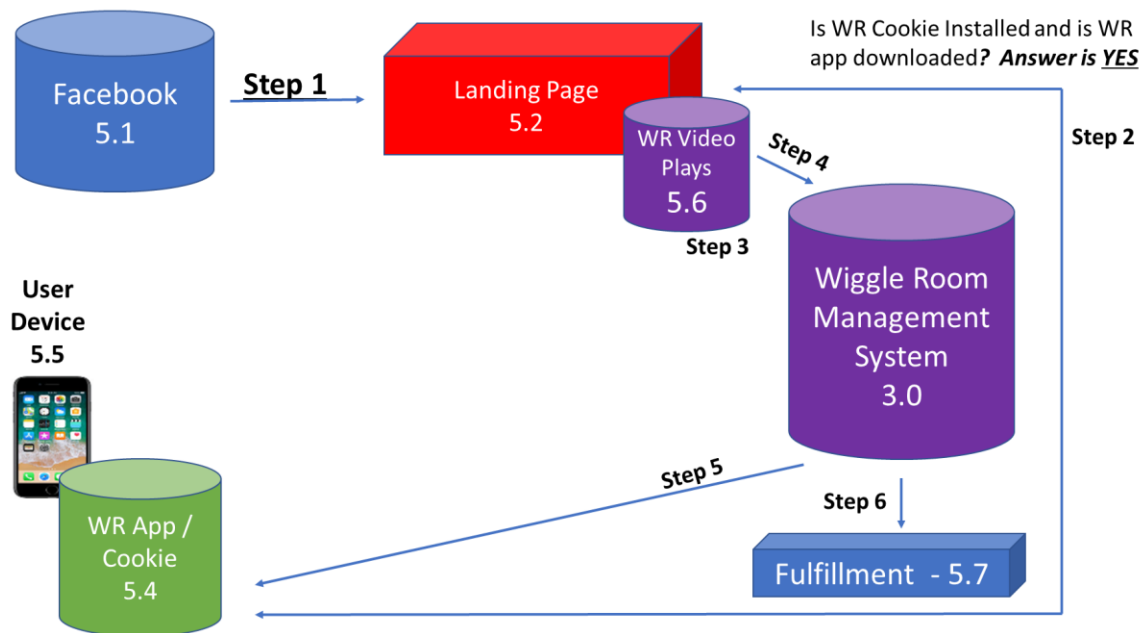 Facebook
5.1
Step 1
Landing Page
5.2
Is WR Cookie Installed and is WR
app downloaded? Answer is YES
Step 2
WR Video
Plays
5.6
Step 4
Step 3
Wiggle Room
Management
System
3.0
User
Device
5.5
WR App /
Cookie
5.4
Step 5
Step 6
Fulfillment - 5.7